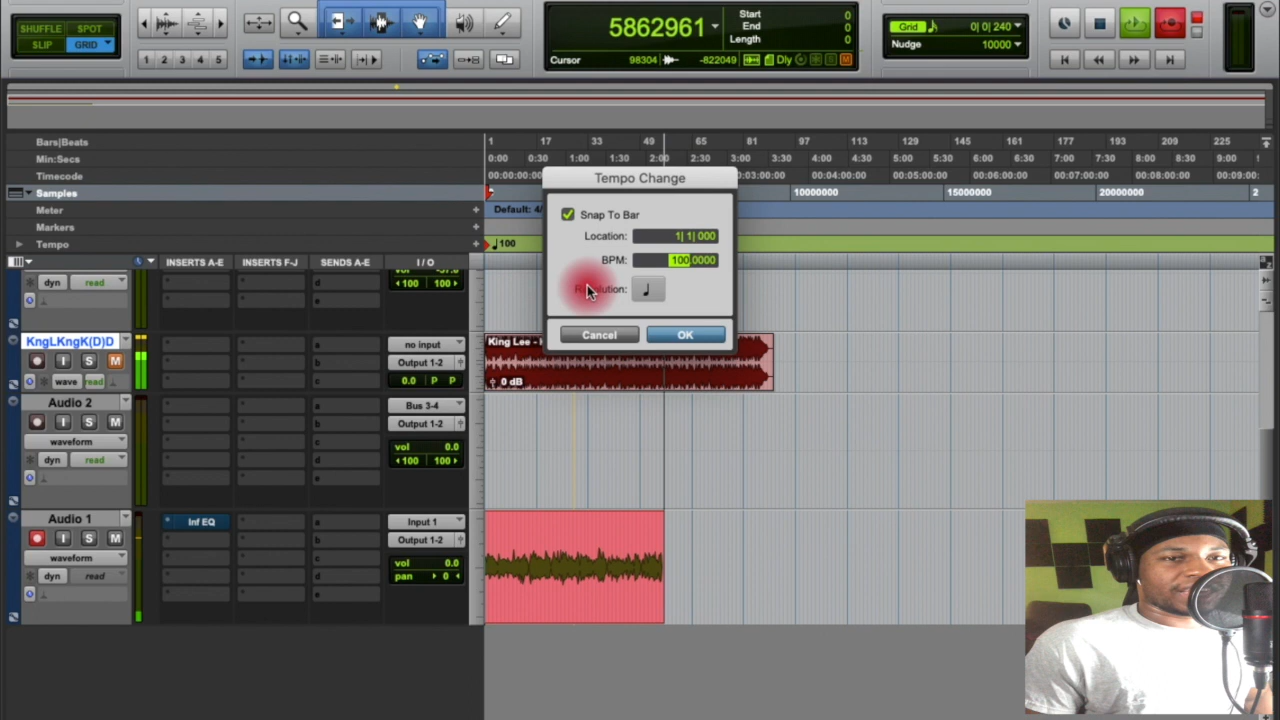 SHUFFLE SPOT
SLIP GRID
1 2 3 4 5
5862961
Start 0
End 0
Length 0
Cursor 98304 -822049 Dly
Grid 0| 0| 240
Nudge 10000
Bars|Beats 1 17 33 49 65 81 97 113 129 145 161 177 193 209 225
Min:Secs 0:00 0:30 1:00 1:30 2:00 2:30 3:00 3:30 4:00 4:30 5:00 5:30 6:00 6:30 7:00 7:30 8:00 8:30 9:00
Timecode 00:00:00:00 00:03:00:00 00:04:00:00 00:05:00:00 00:06:00:00 00:07:00:00 00:08:00:00 00:09:00:
Samples 10000000 15000000 20000000 2
Meter Default: 4/
Markers
Tempo 100
Tempo Change
Snap To Bar
Location: 1| 1| 000
BPM: 100.0000
Cancel OK
INSERTS A-E INSERTS F-J SENDS A-E I / O
dyn read
100 100
d
e
KngLKngK(D)D
I S M
wave read
a
b
c
no input
Output 1-2
0.0 P P
King Lee -
0 dB
Audio 2
I S M
waveform
dyn read
a
b
c
d
e
Bus 3-4
Output 1-2
vol 0.0
100 100
Audio 1
I S M
waveform
dyn read
Inf EQ
a
b
c
d
e
Input 1
Output 1-2
vol 0.0
pan 0